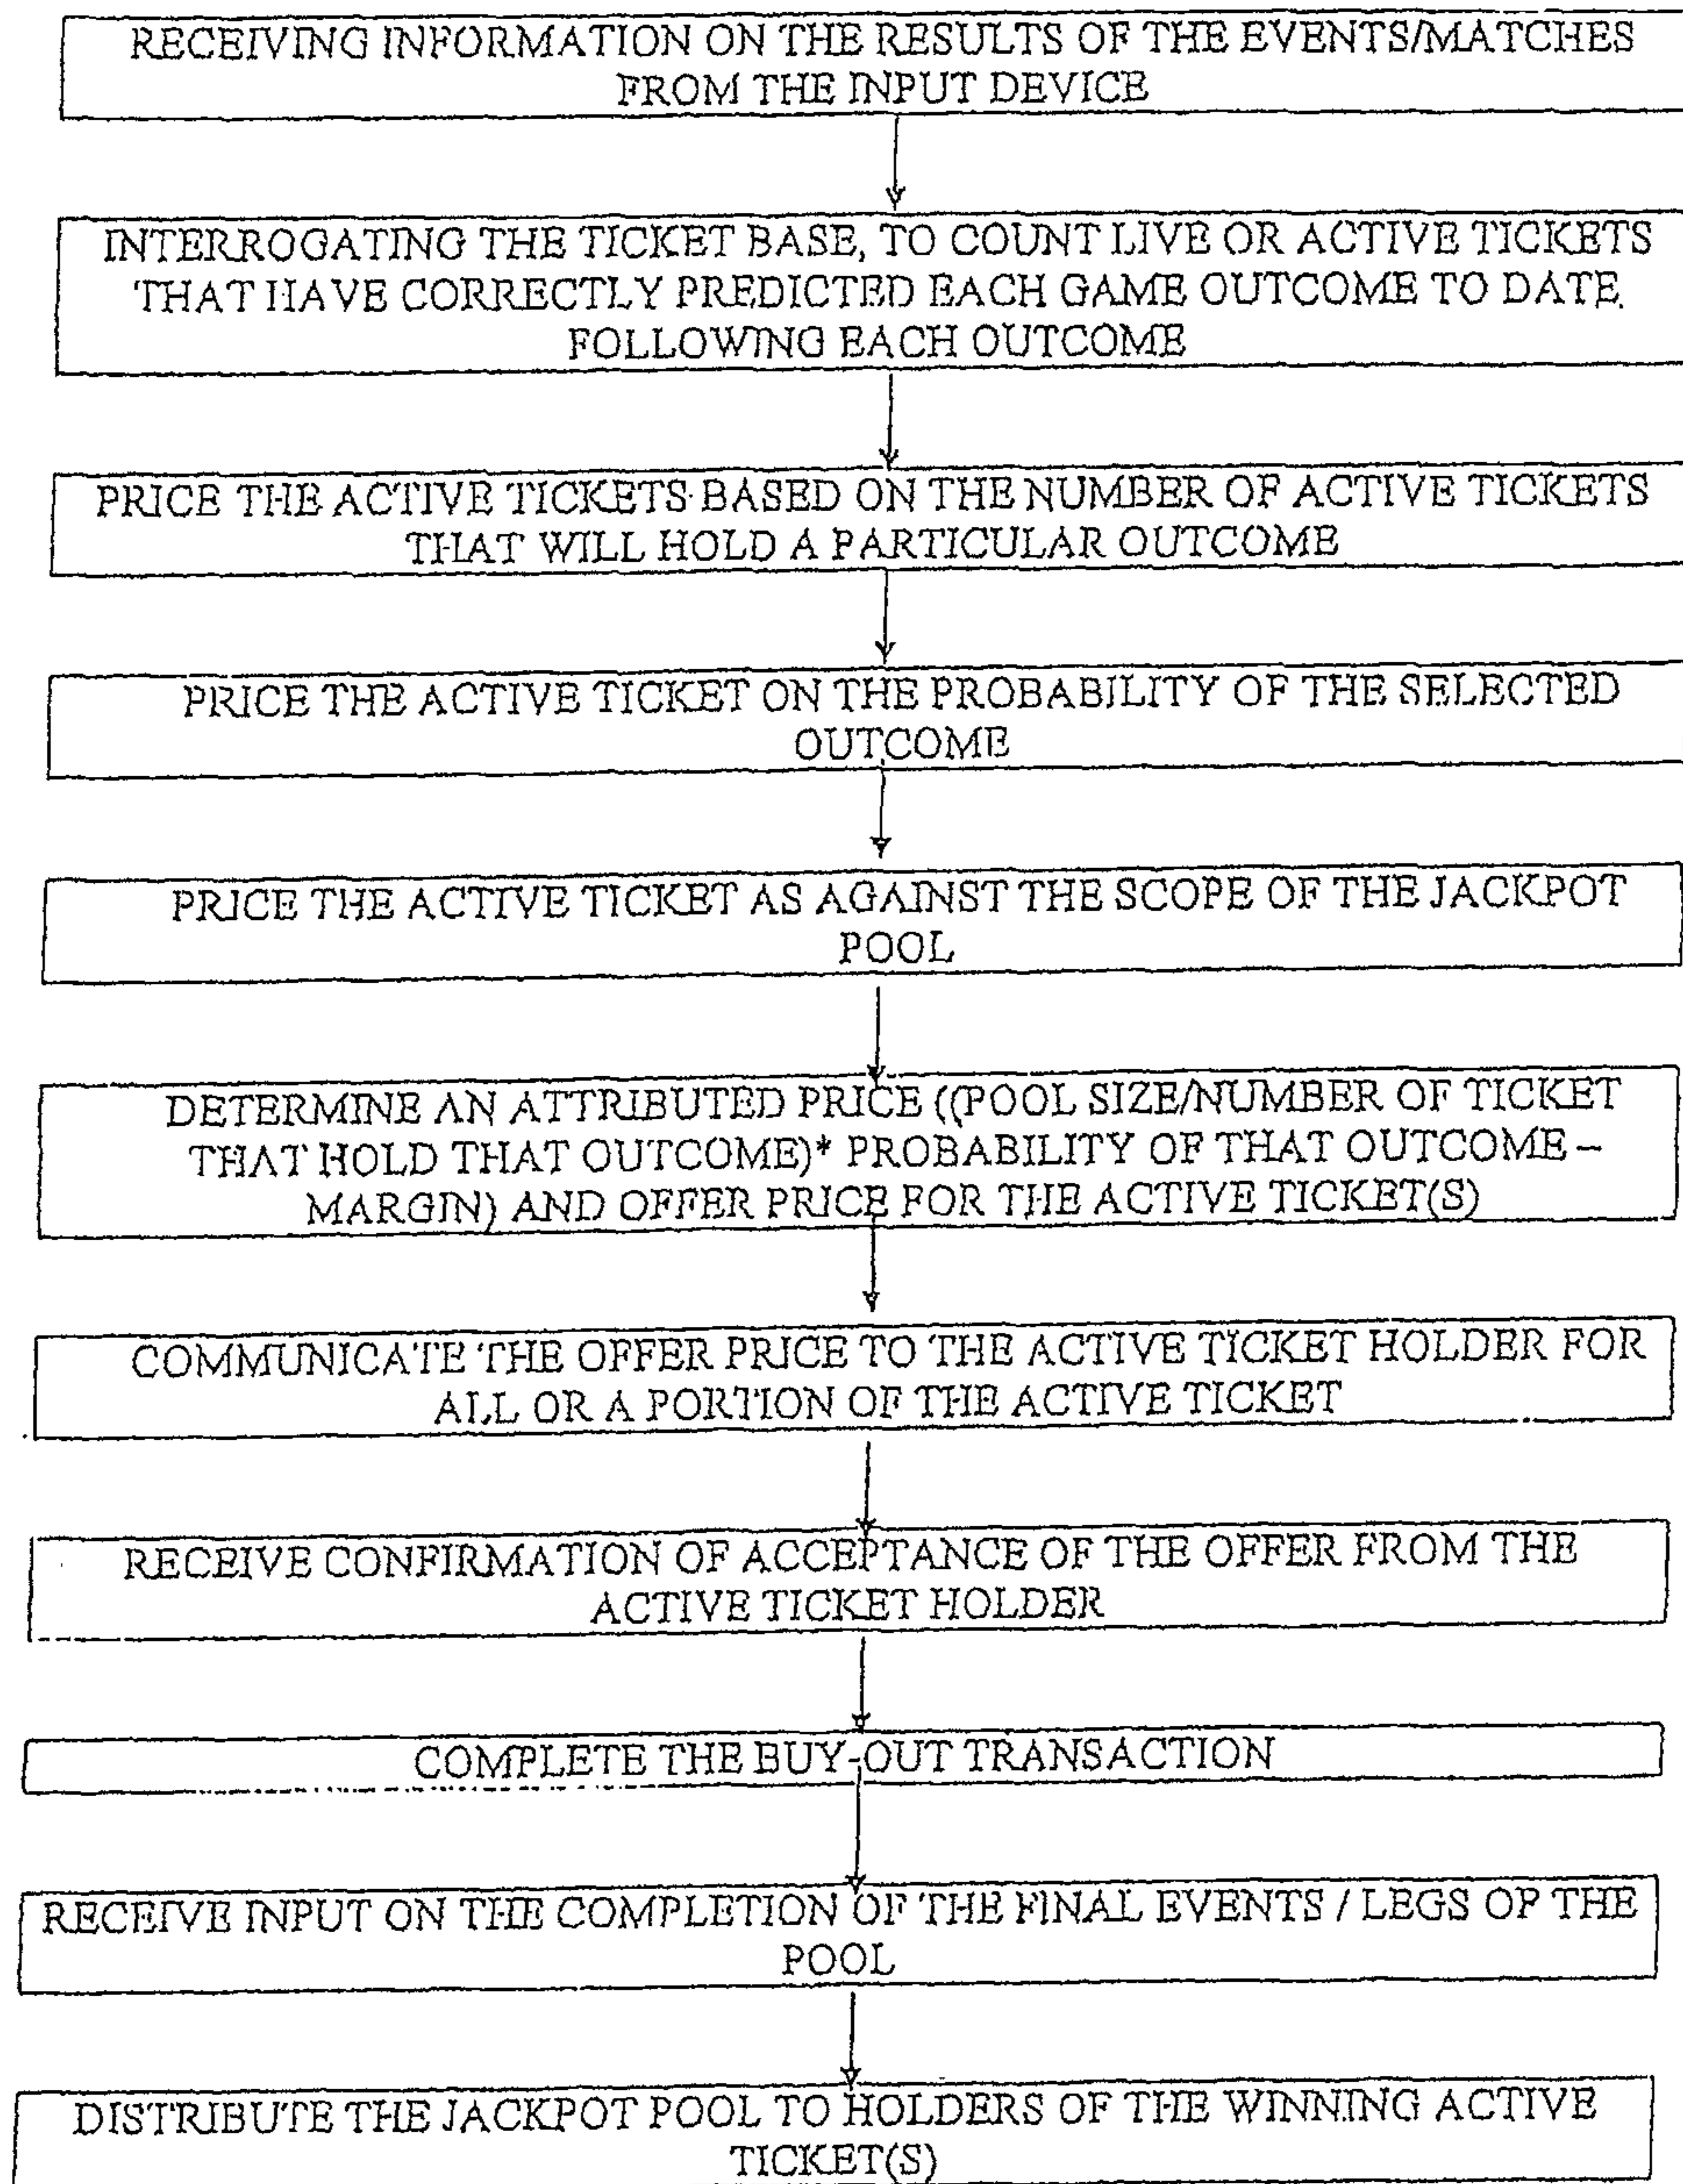 RECEIVING INFORMATION ON THE RESULTS OF THE EVENTS/MATCHES
FROM THE INPUT DEVICE
INTERROGATING THE TICKET BASE, TO COUNT LIVE OR ACTIVE TICKETS
THAT HAVE CORRECTLY PREDICTED EACH GAME OUTCOME TO DATE
FOLLOWING EACH OUTCOME
PRICE THE ACTIVE TICKETS BASED ON THE NUMBER OF ACTIVE TICKETS
THAT WILL HOLD A PARTICULAR OUTCOME
PRICE THE ACTIVE TICKET ON THE PROBABILITY OF THE SELECTED
OUTCOME
PRICE THE ACTIVE TICKET AS AGAINST THE SCOPE OF THE JACKPOT
POOL
DETERMINE AN ATTRIBUTED PRICE ((POOL SIZE/NUMBER OF TICKET
THAT HOLD THAT OUTCOME)* PROBABILITY OF THAT OUTCOME –
MARGIN) AND OFFER PRICE FOR THE ACTIVE TICKET(S)
COMMUNICATE THE OFFER PRICE TO THE ACTIVE TICKET HOLDER FOR
ALL OR A PORTION OF THE ACTIVE TICKET
RECEIVE CONFIRMATION OF ACCEPTANCE OF THE OFFER FROM THE
ACTIVE TICKET HOLDER
COMPLETE THE BUY-OUT TRANSACTION
RECEIVE INPUT ON THE COMPLETION OF THE FINAL EVENTS / LEGS OF THE
POOL
DISTRIBUTE THE JACKPOT POOL TO HOLDERS OF THE WINNING ACTIVE
TICKET(S)